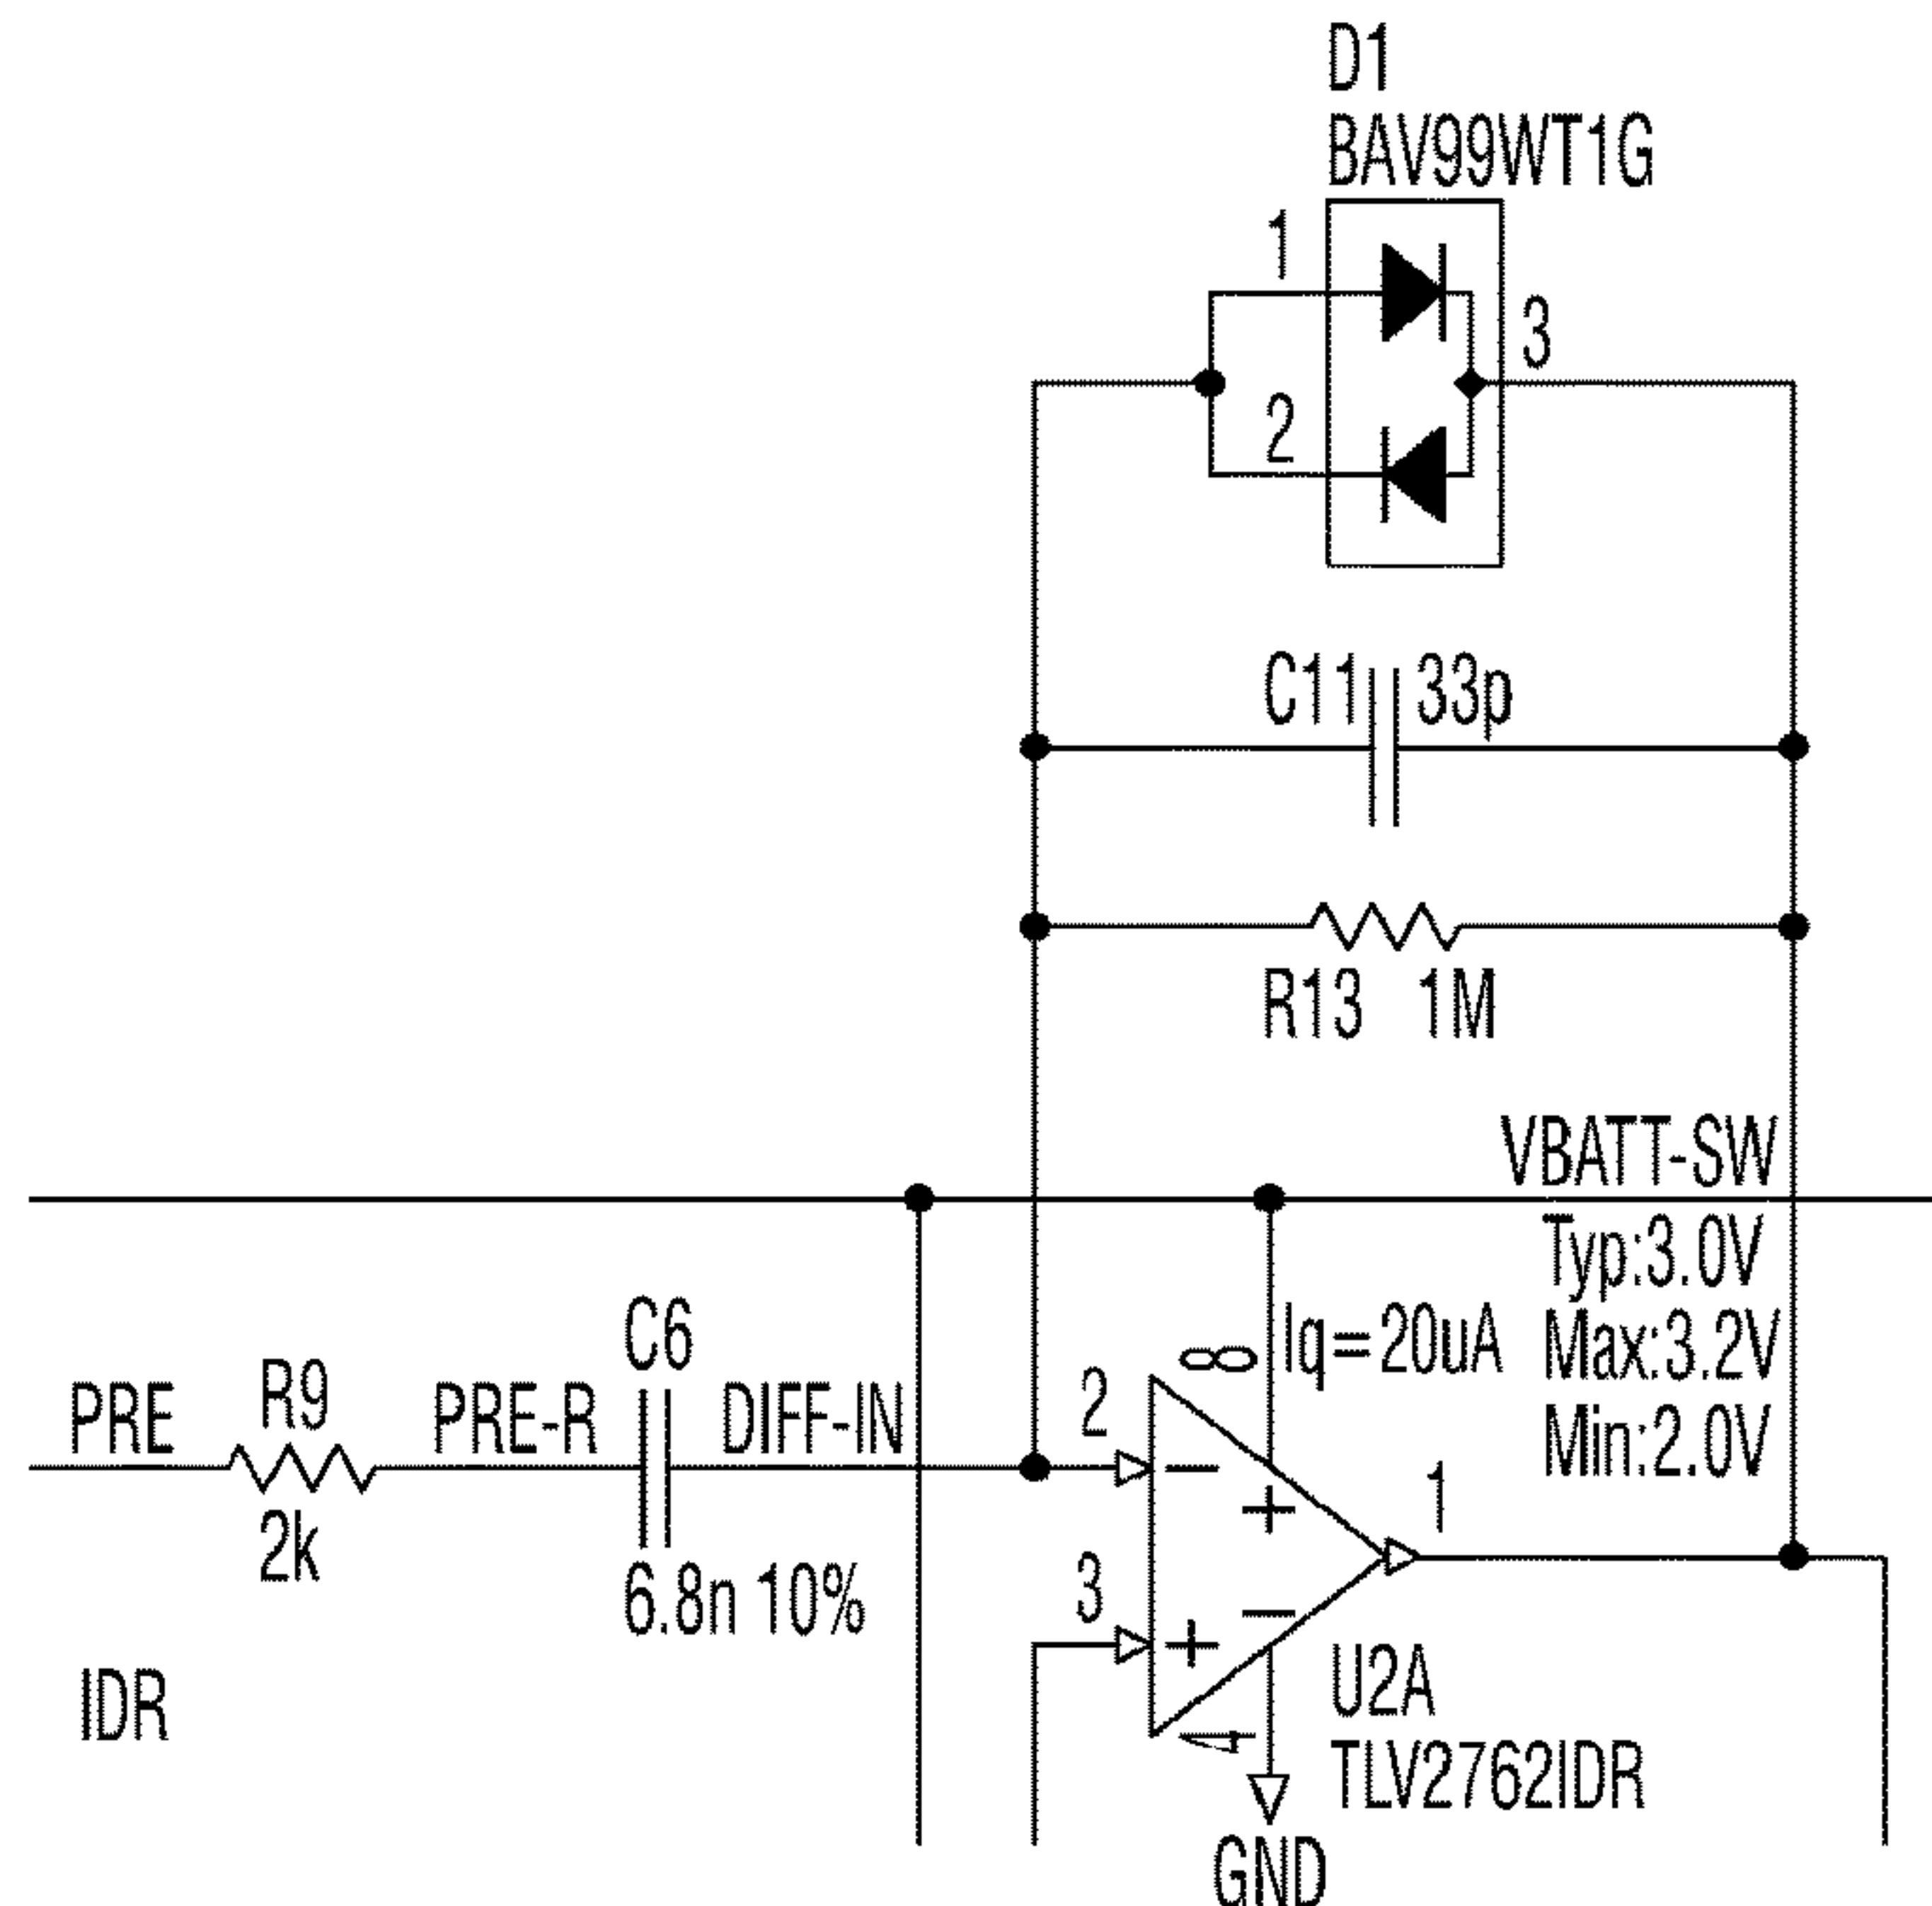 D1
BAV99WT1G
1
3
2
C11 33p
R13 1M
VBATT-SW
Typ:3.0V
Max:3.2V
Min:2.0V
Iq=20uA
8
C6
R9
PRE
PRE-R
DIFF-IN
2
2k
6.8n 10%
3
1
IDR
4
U2A
TLV2762IDR
GND